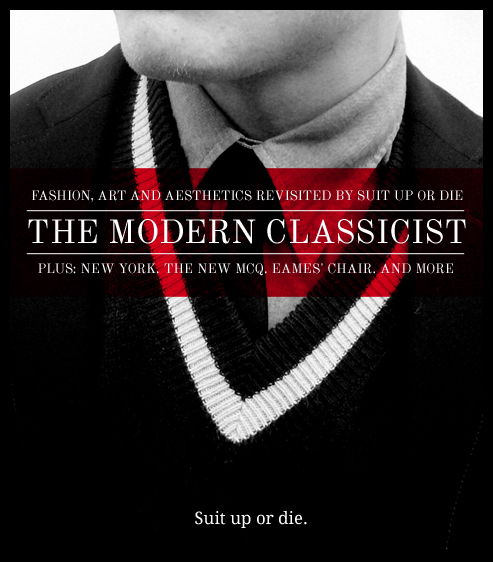 FASHION, ART AND AESTHETICS REVISITED BY SUIT UP OR DIE
THE MODERN CLASSICIST
PLUS: NEW YORK, THE NEW MCQ, EAMES' CHAIR, AND MORE
Suit up or die.